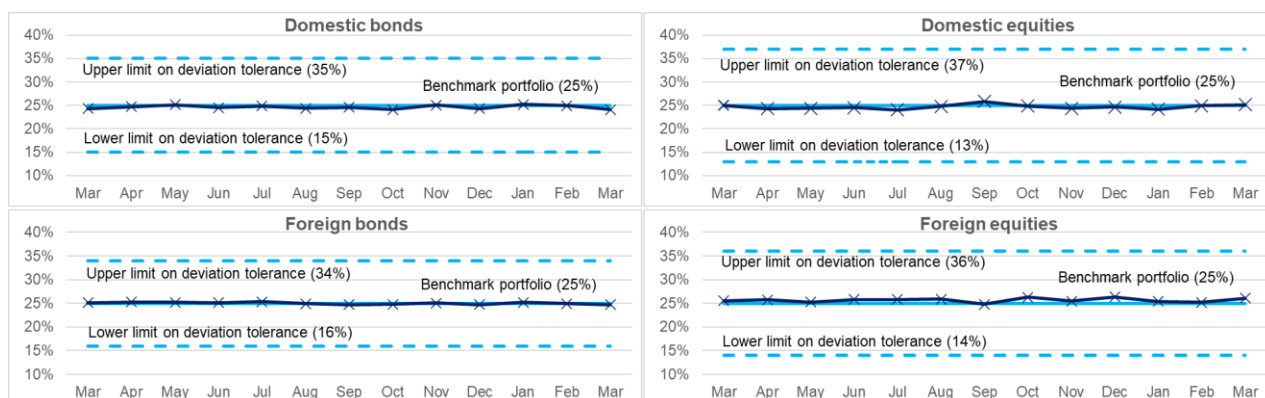 Domestic bonds
40%
35%
Upper limit on deviation tolerance (35%)
30%
Benchmark portfolio (25%)
25%
20%
Lower limit on deviation tolerance (15%)
15%
10%
Mar Apr May Jun Jul Aug Sep Oct Nov Dec Jan Feb Mar
Domestic equities
40%
35%
Upper limit on deviation tolerance (37%)
30%
Benchmark portfolio (25%)
25%
20%
Lower limit on deviation tolerance (13%)
15%
10%
Mar Apr May Jun Jul Aug Sep Oct Nov Dec Jan Feb Mar
Foreign bonds
40%
35%
Upper limit on deviation tolerance (34%)
30%
Benchmark portfolio (25%)
25%
20%
Lower limit on deviation tolerance (16%)
15%
10%
Mar Apr May Jun Jul Aug Sep Oct Nov Dec Jan Feb Mar
Foreign equities
40%
35%
Upper limit on deviation tolerance (36%)
30%
Benchmark portfolio (25%)
25%
20%
Lower limit on deviation tolerance (14%)
15%
10%
Mar Apr May Jun Jul Aug Sep Oct Nov Dec Jan Feb Mar